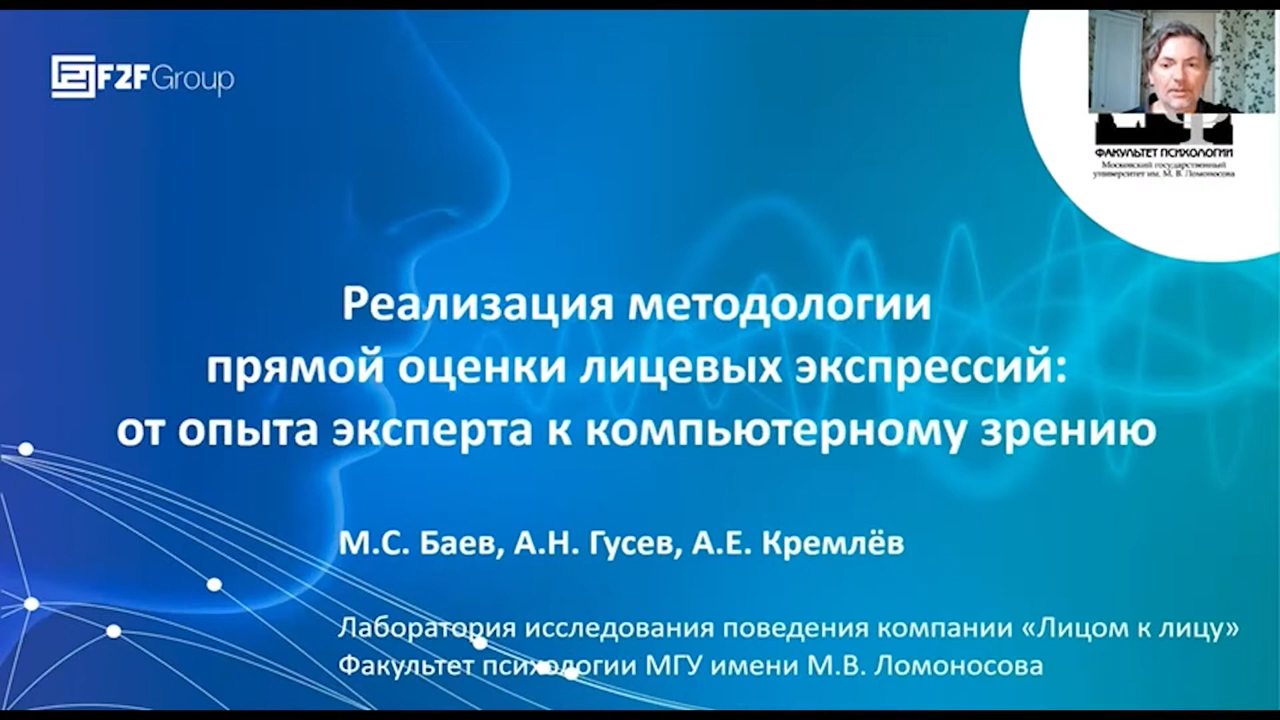 F2F Group
ФАКУЛЬТЕТ ПСИХОЛОГИИ
Московский государственный
университет им. М. В. Ломоносова
Реализация методологии
прямой оценки лицевых экспрессий:
от опыта эксперта к компьютерному зрению
М.С. Баев, А.Н. Гусев, А.Е. Кремлёв
Лаборатория исследования поведения компании «Лицом к лицу»
Факультет психологии МГУ имени М.В. Ломоносова